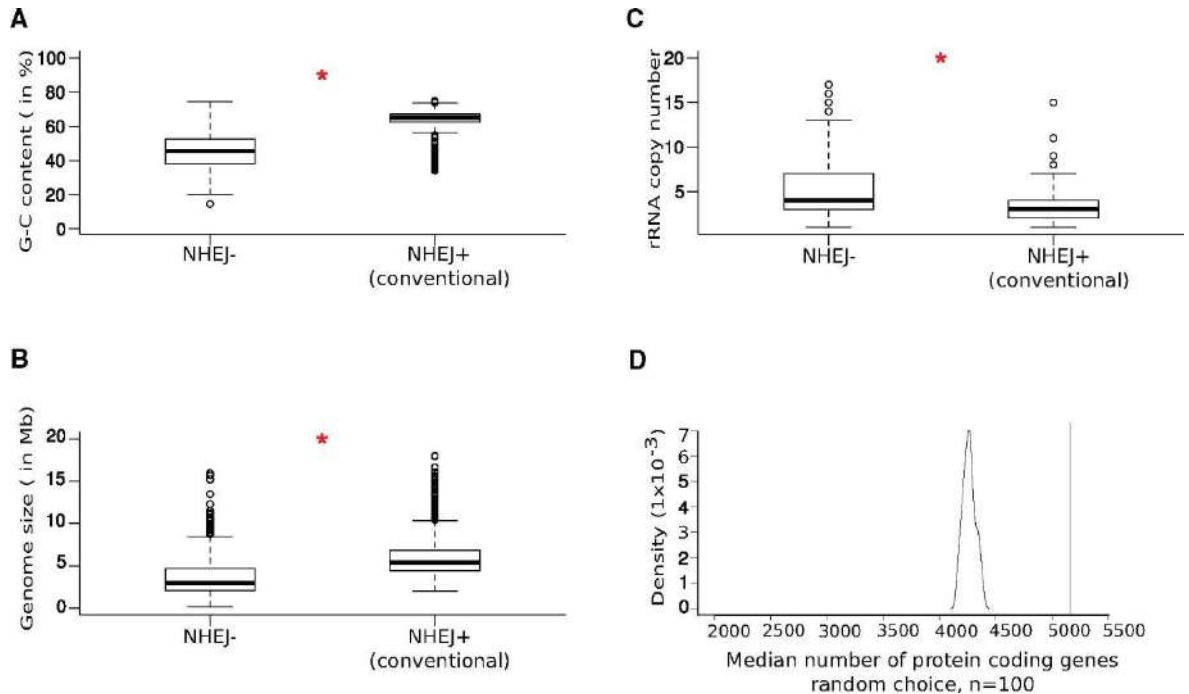 A
G-C content ( in %)
100
80
60
40
20
0
*
NHEJ-
NHEJ+
(conventional)
C
rRNA copy number
20
15
10
5
*
NHEJ-
NHEJ+
(conventional)
B
Genome size ( in Mb)
20
15
10
5
0
*
NHEJ-
NHEJ+
(conventional)
D
Density (1x10-3)
7
6
5
4
3
2
1
0
2000 2500 3000 3500 4000 4500 5000 5500
Median number of protein coding genes
random choice, n=100